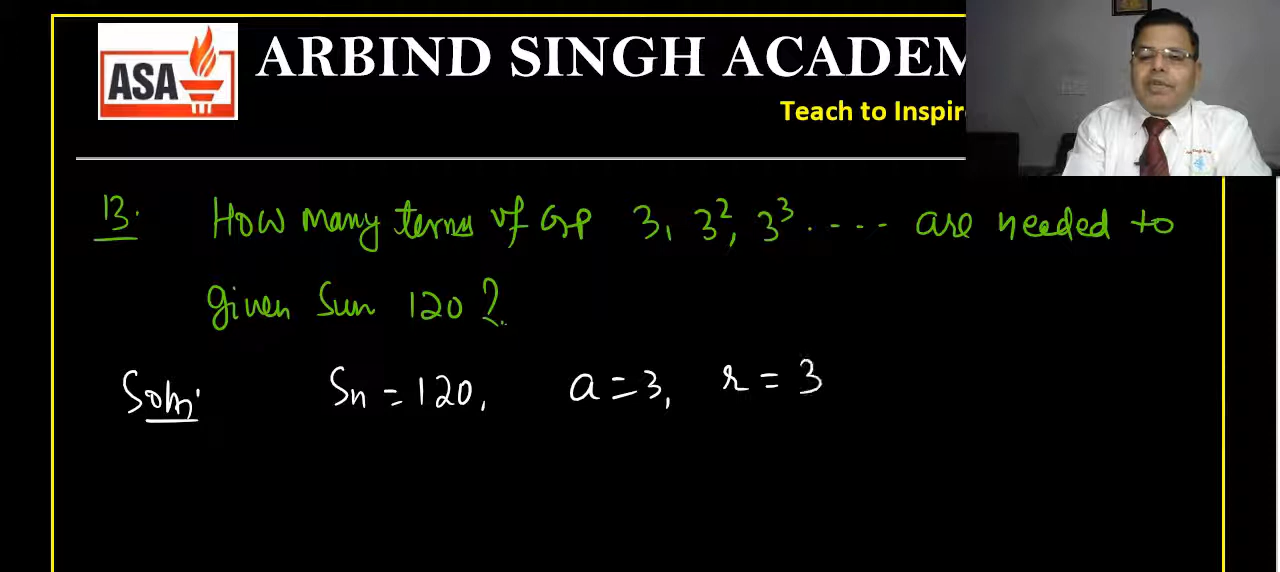 ASA
ARBIND SINGH ACADEM
Teach to Inspir
13. How many terms of GP 3, 3², 3³ ..... are needed to
given Sum 120?
Soln. Sn = 120, a = 3, r = 3